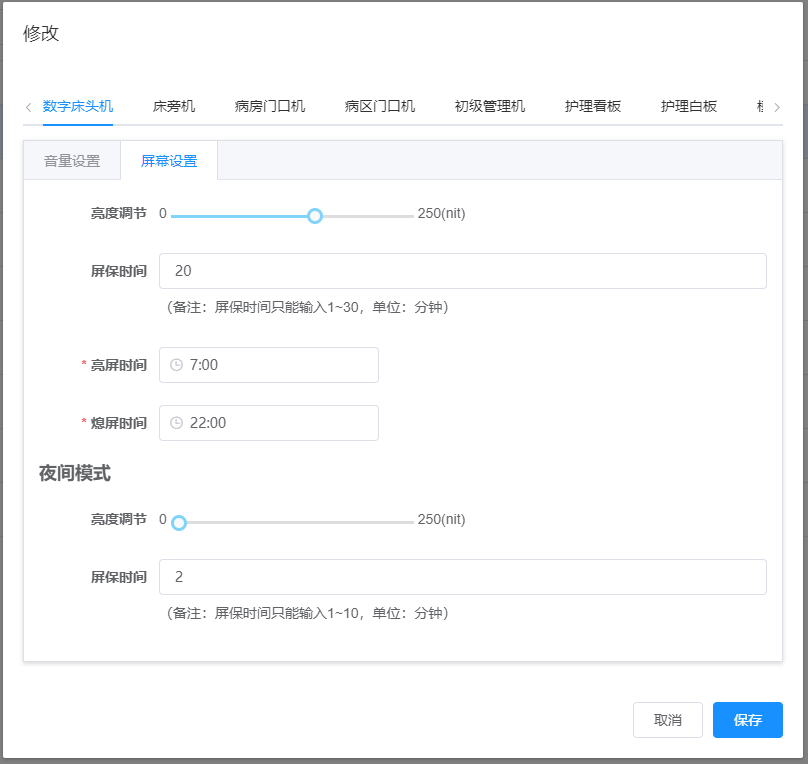 修改
数字床头机 床旁机 病房门口机 病区门口机 初级管理机 护理看板 护理白板
音量设置 屏幕设置
亮度调节 0 250(nit)
屏保时间 20
（备注：屏保时间只能输入1~30，单位：分钟）
* 亮屏时间 7:00
* 熄屏时间 22:00
夜间模式
亮度调节 0 250(nit)
屏保时间 2
（备注：屏保时间只能输入1~10，单位：分钟）
取消 保存